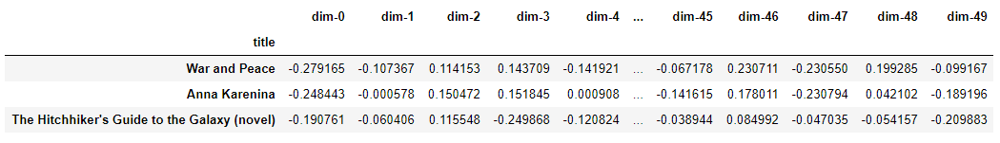 dim-0 dim-1 dim-2 dim-3 dim-4 ... dim-45 dim-46 dim-47 dim-48 dim-49
title
War and Peace -0.279165 -0.107367 0.114153 0.143709 -0.141921 ... -0.067178 0.230711 -0.230550 0.199285 -0.099167
Anna Karenina -0.248443 -0.000578 0.150472 0.151845 0.000908 ... -0.141615 0.178011 -0.230794 0.042102 -0.189196
The Hitchhiker's Guide to the Galaxy (novel) -0.190761 -0.060406 0.115548 -0.249868 -0.120824 ... -0.038944 0.084992 -0.047035 -0.054157 -0.209883